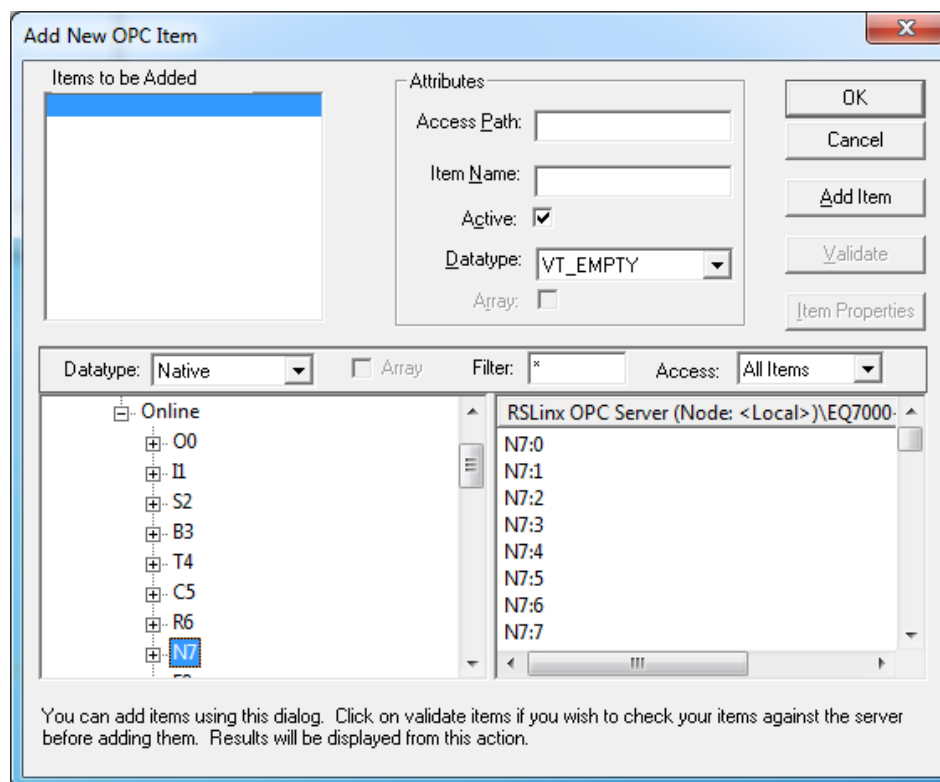 Add New OPC Item
Items to be Added
Attributes
Access Path:
Item Name:
Active:
Datatype: VT_EMPTY
Array:
OK
Cancel
Add Item
Validate
Item Properties
Datatype: Native Array Filter: * Access: All Items
Online
O0
I1
S2
B3
T4
C5
R6
N7
RSLinx OPC Server (Node: <Local>)\EQ7000-
N7:0
N7:1
N7:2
N7:3
N7:4
N7:5
N7:6
N7:7
You can add items using this dialog. Click on validate items if you wish to check your items against the server
before adding them. Results will be displayed from this action.